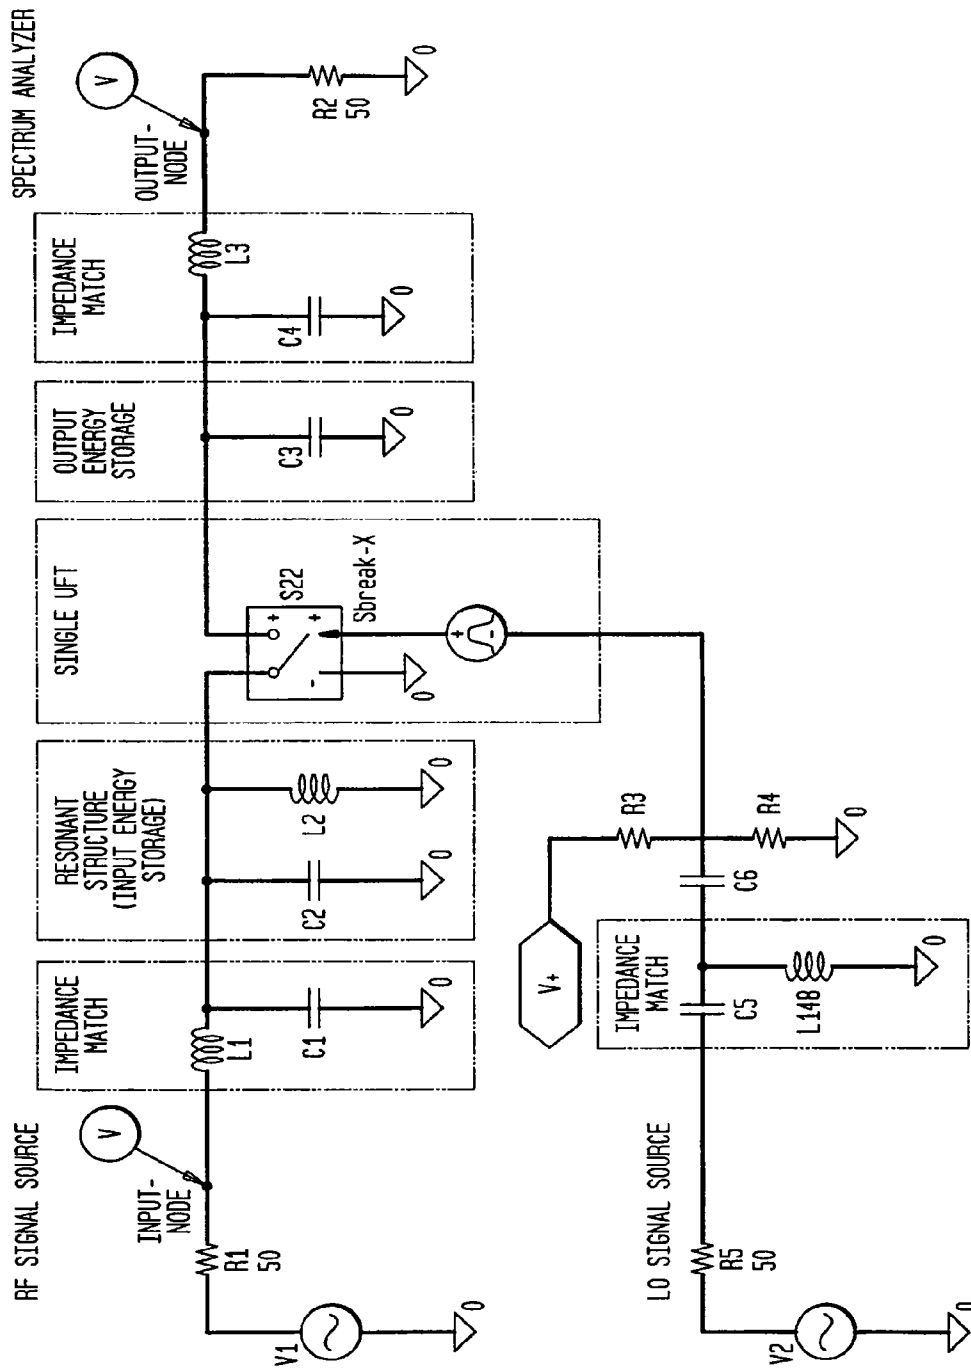 RF SIGNAL SOURCE
SPECTRUM ANALYZER
V
V
INPUT-
NODE
OUTPUT-
NODE
IMPEDANCE
MATCH
RESONANT
STRUCTURE
(INPUT ENERGY
STORAGE)
SINGLE UFT
OUTPUT
ENERGY
STORAGE
IMPEDANCE
MATCH
V1
0
R1
50
L1
C1
0
C2
0
L2
0
S22
+
+
-
Sbreak-X
0
+
-
C3
0
C4
0
L3
R2
50
0
LO SIGNAL SOURCE
V2
0
R5
50
IMPEDANCE
MATCH
C5
L148
0
C6
V+
R3
R4
0